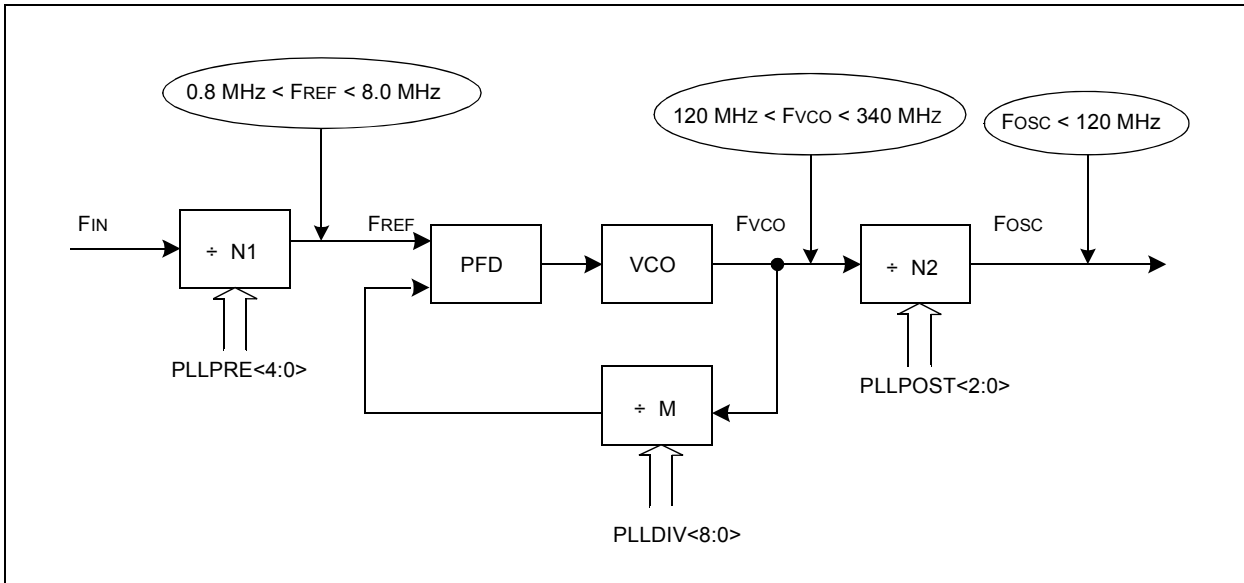 0.8 MHz < FREF < 8.0 MHz
120 MHZ < FVCO < 340 MHZ
FOSC < 120 MHz
FIN
÷ N1
FREF
PFD
VCO
FVCO
÷ N2
FOSC
PLLPRE<4:0>
÷ M
PLLPOST<2:0>
PLLDIV<8:0>